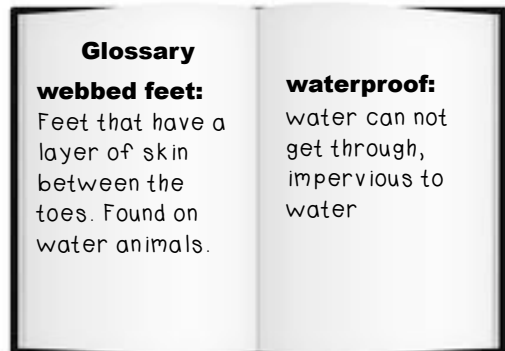 Glossary
webbed feet:
Feet that have a
layer of skin
between the
toes. Found on
water animals.
waterproof:
water can not
get through,
impervious to
water